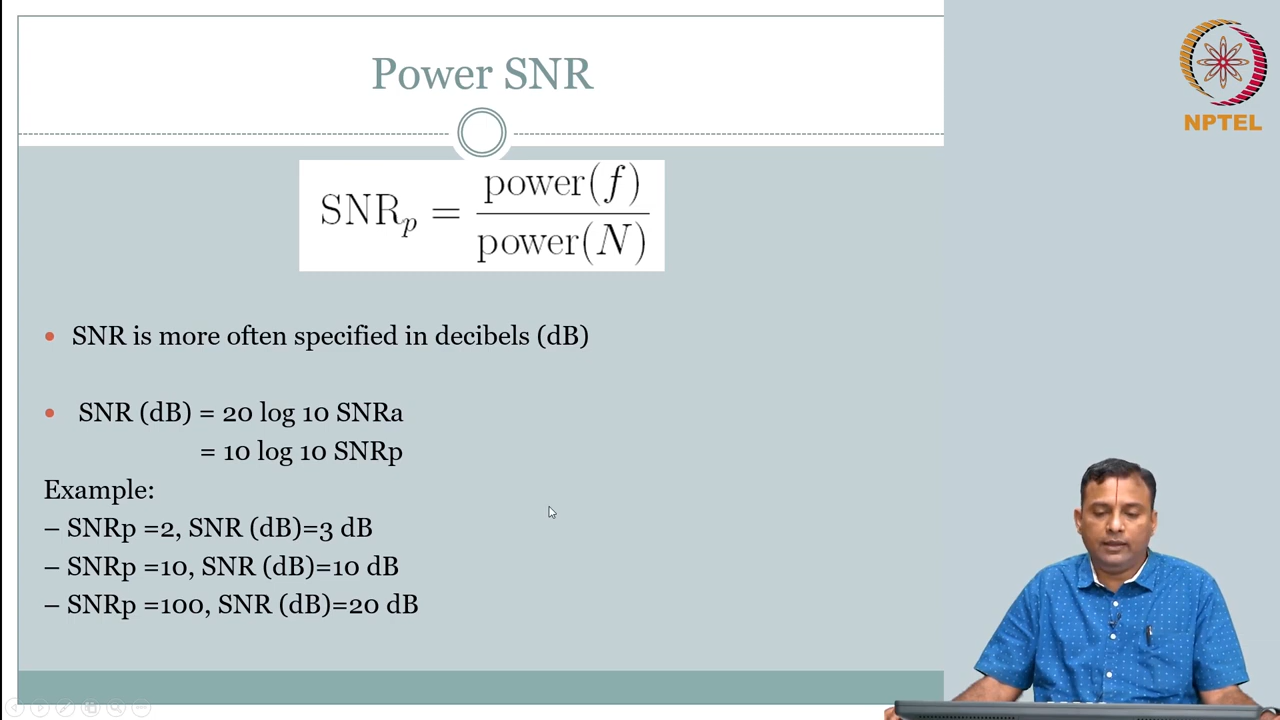 Power SNR
NPTEL
SNRp = power(f) / power(N)
• SNR is more often specified in decibels (dB)
• SNR (dB) = 20 log 10 SNRa
= 10 log 10 SNRp
Example:
– SNRp =2, SNR (dB)=3 dB
– SNRp =10, SNR (dB)=10 dB
– SNRp =100, SNR (dB)=20 dB